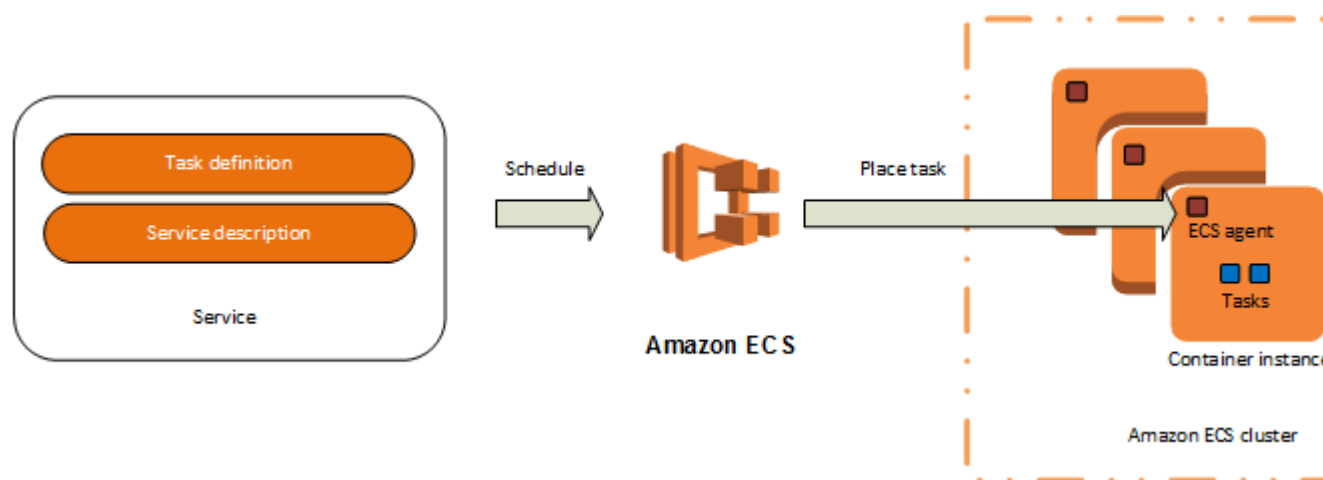 Task definition
Service description
Service
Schedule
Amazon ECS
Place task
ECS agent
Tasks
Container instance
Amazon ECS cluster